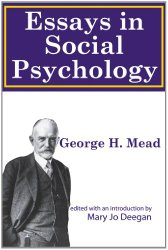 Essays in
Social
Psychology
George H. Mead
edited with an introduction by
Mary Jo Deegan